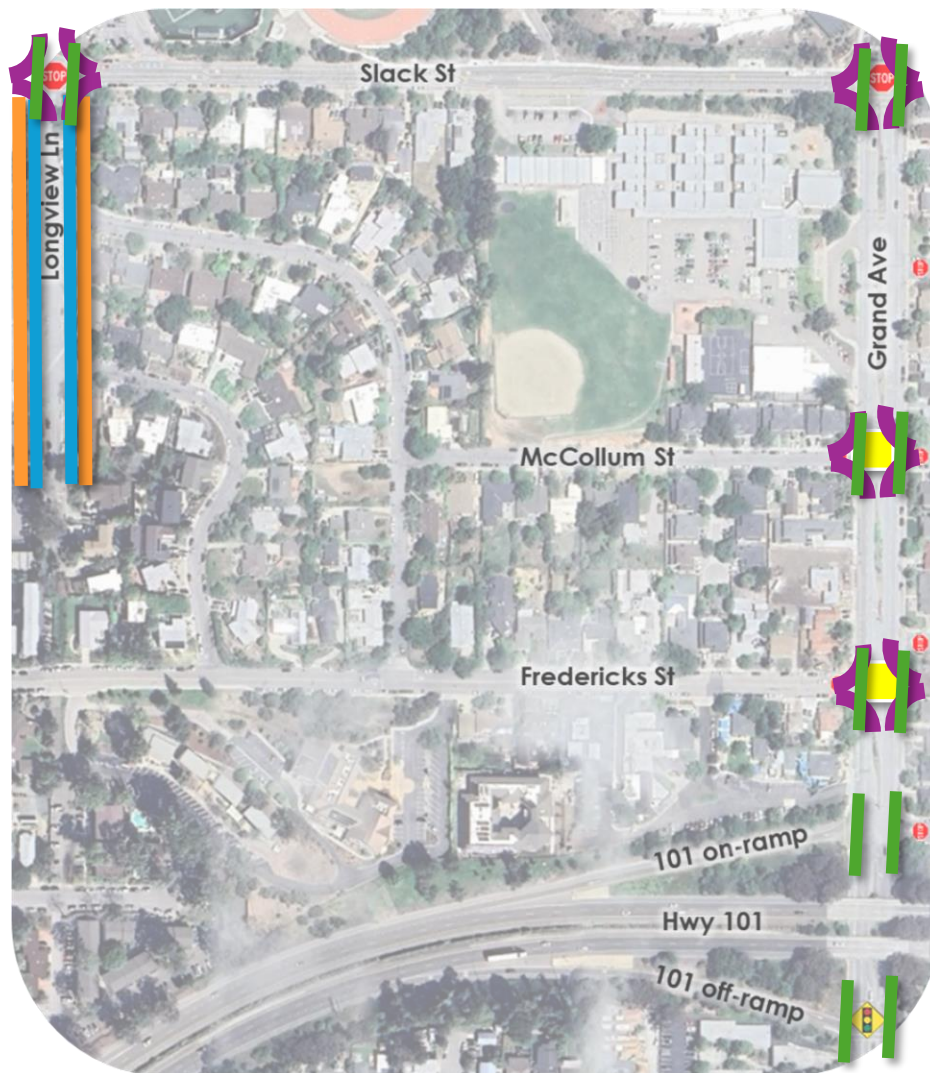 Slack St
STOP
STOP
Longview Ln
Grand Ave
McCollum St
Fredericks St
101 on-ramp
Hwy 101
101 off-ramp